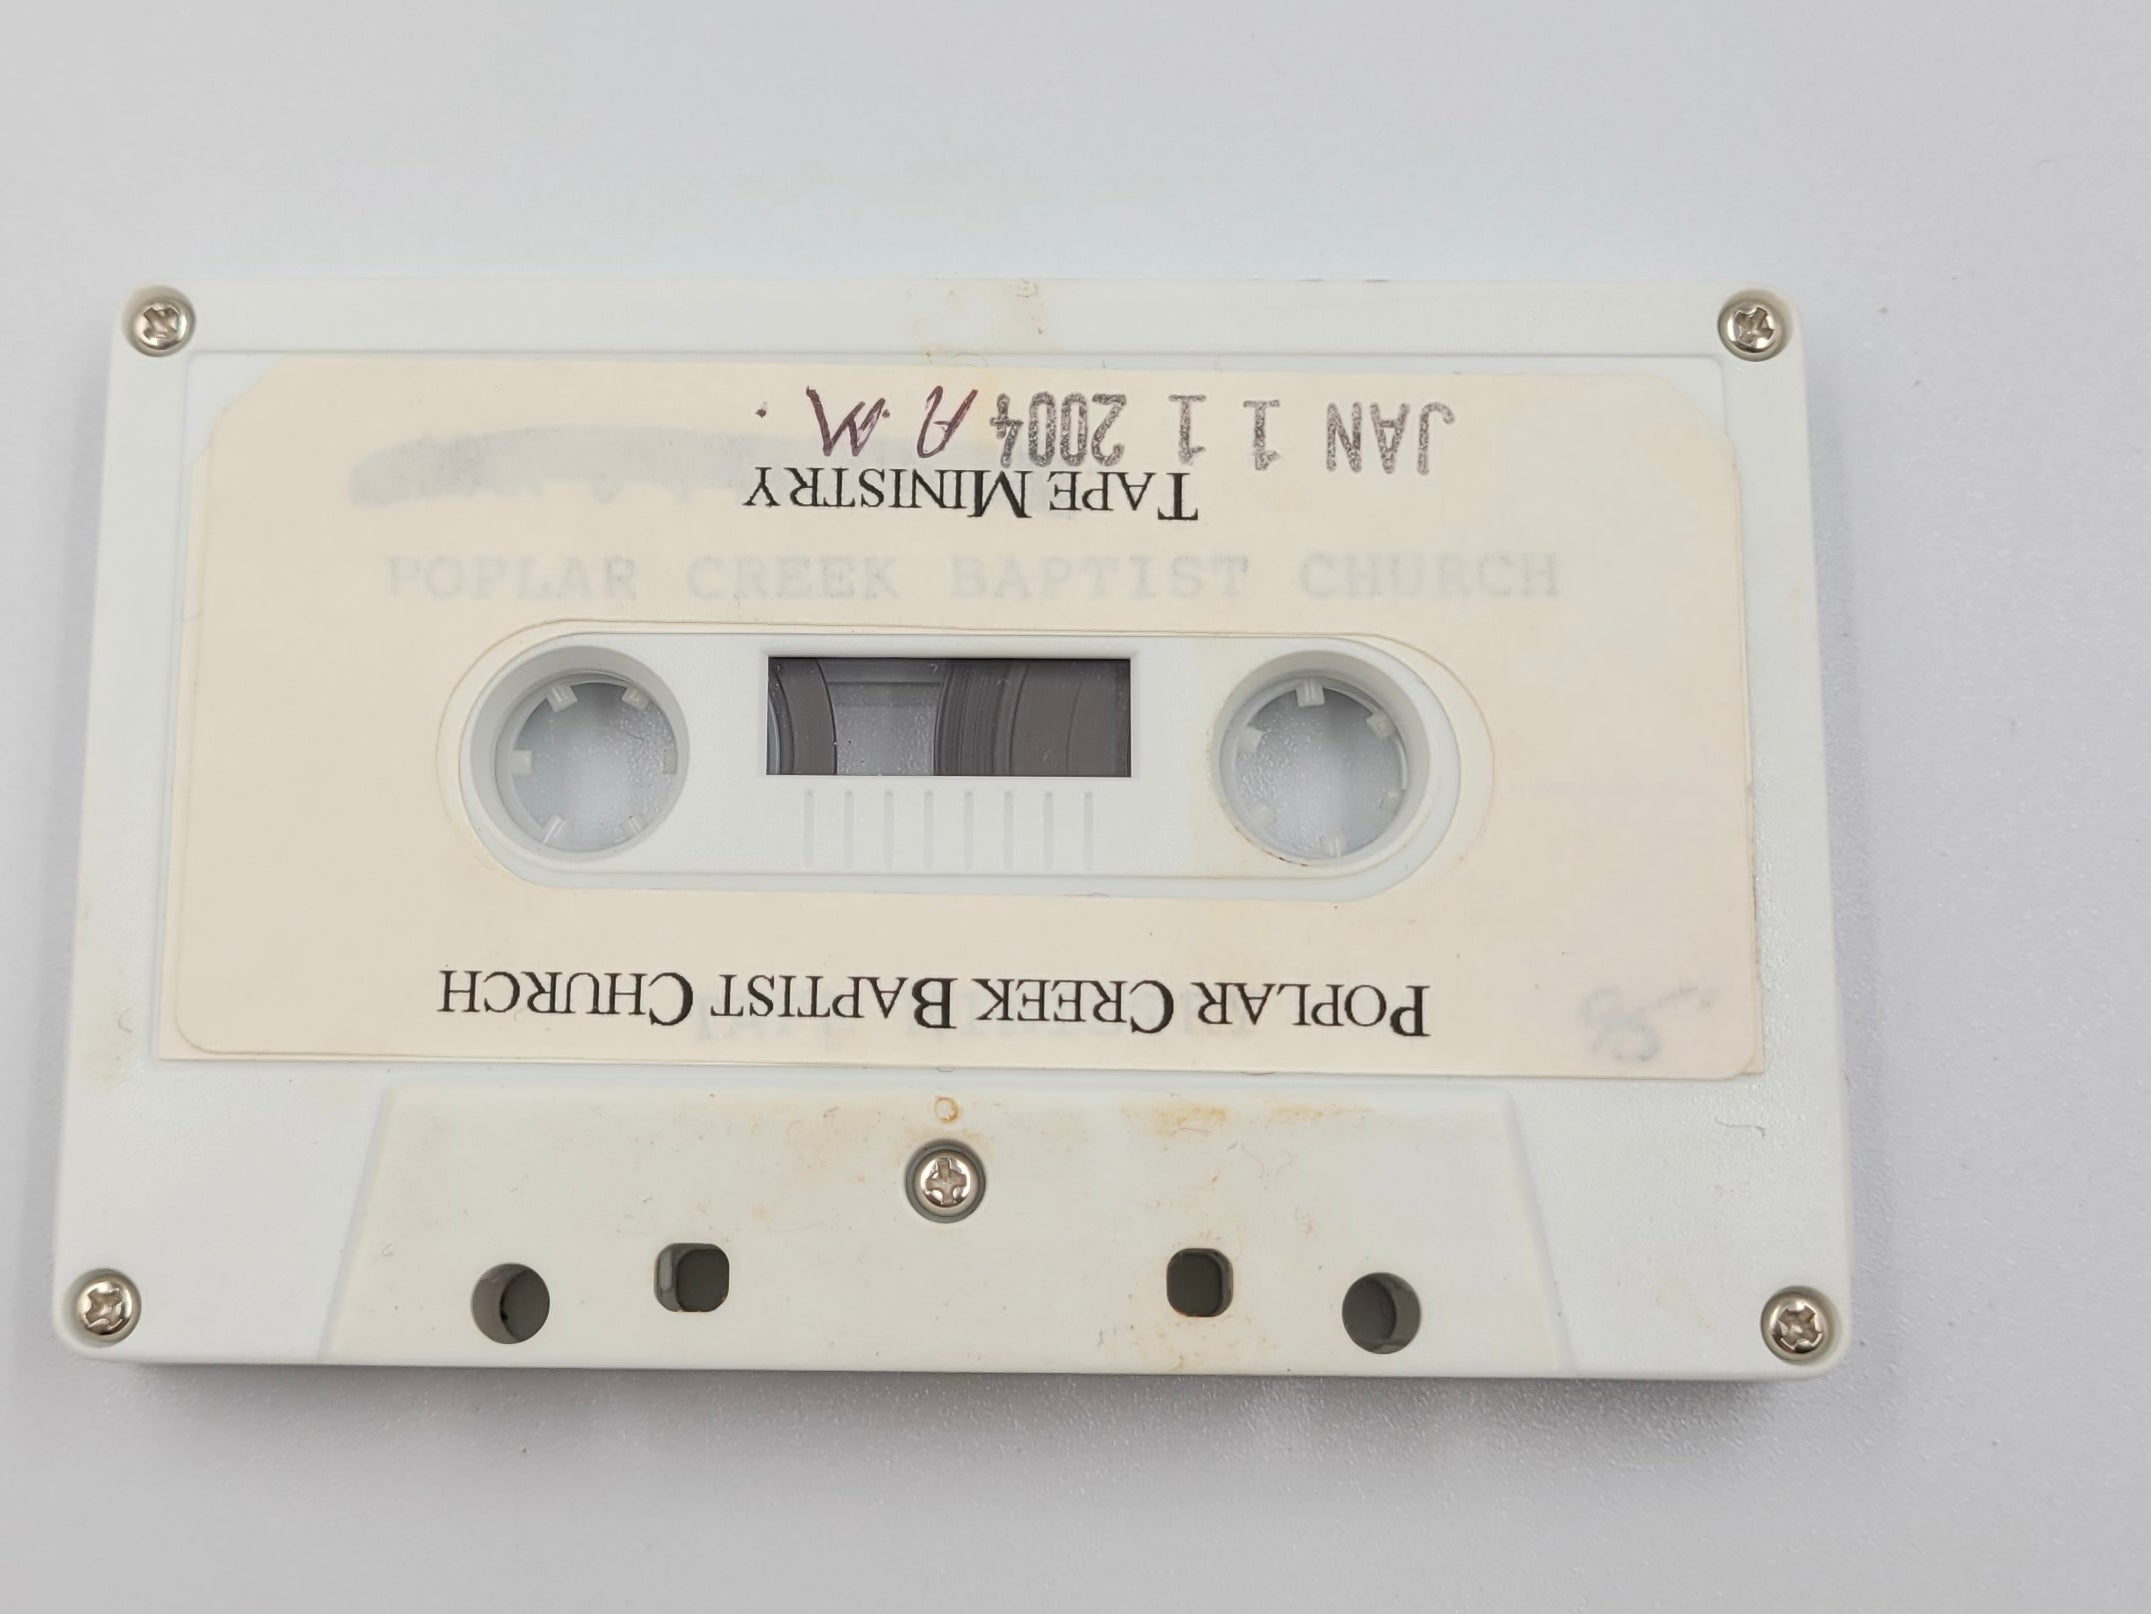 POPLAR CREEK BAPTIST CHURCH
TAPE MINISTRY
JAN 1 1 2004 A.M.
POPLAR CREEK BAPTIST CHURCH